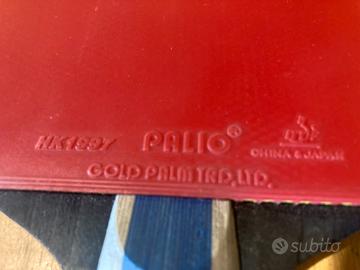 HK1997 PALIO®
CHINA & JAPAN
GOLD PALM TRD.LTD.
subito